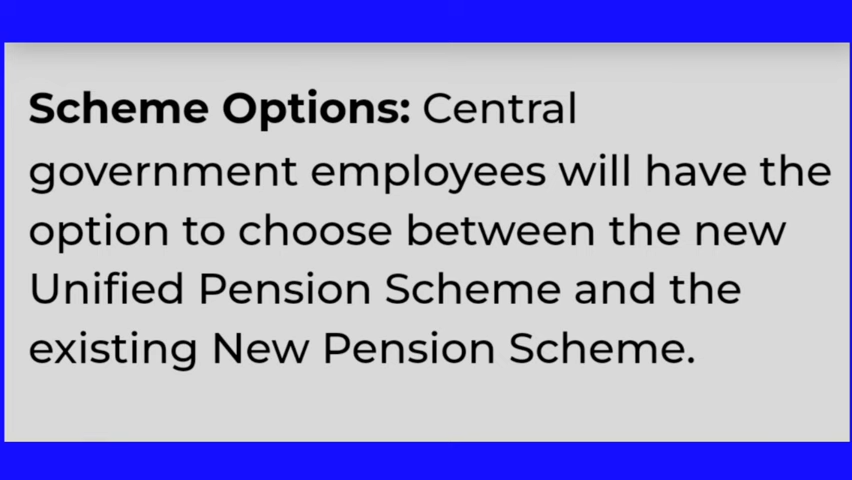 Scheme Options: Central
government employees will have the
option to choose between the new
Unified Pension Scheme and the
existing New Pension Scheme.